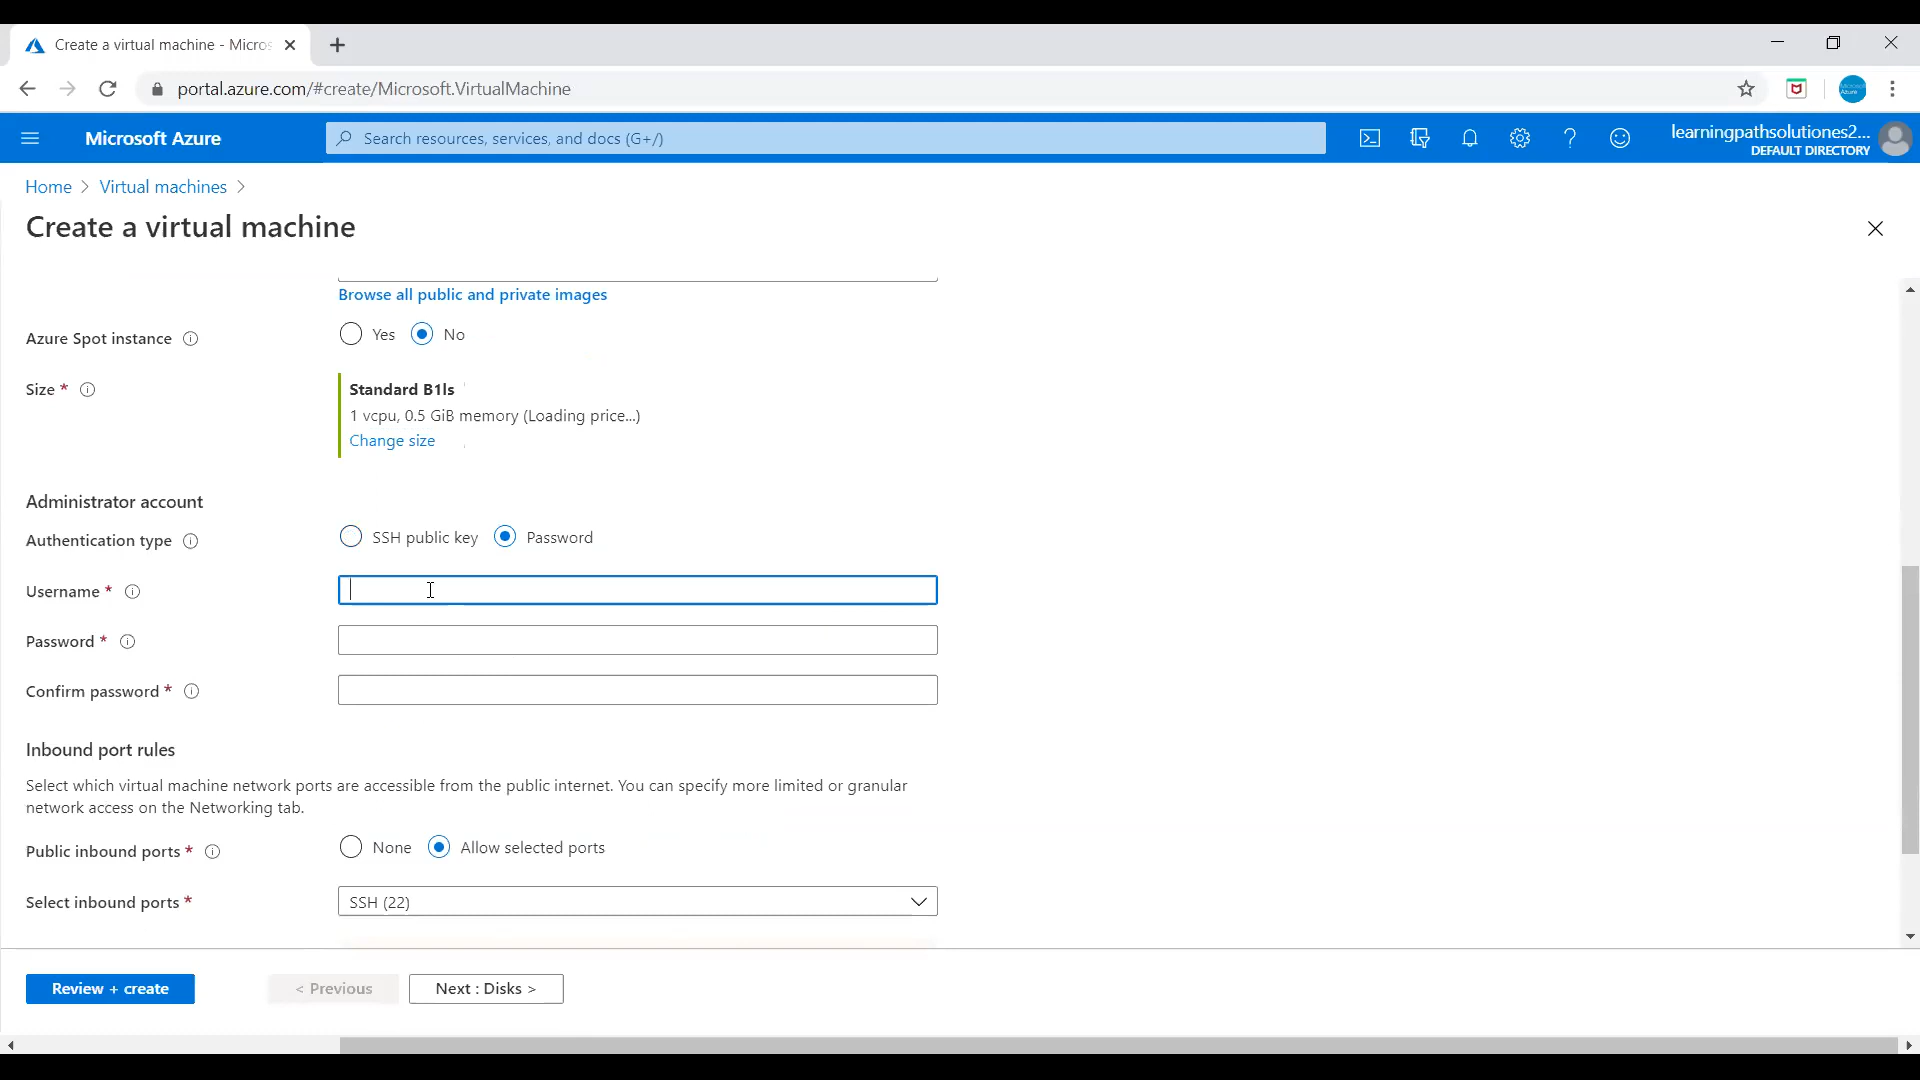 Create a virtual machine - Micros
portal.azure.com/#create/Microsoft.VirtualMachine
Microsoft Azure
Search resources, services, and docs (G+/)
learningpathsolutiones2...
DEFAULT DIRECTORY
Home > Virtual machines >
Create a virtual machine
Browse all public and private images
Azure Spot instance
Yes
No
Size *
Standard B1ls
1 vcpu, 0.5 GiB memory (Loading price...)
Change size
Administrator account
Authentication type
SSH public key
Password
Username *
Password *
Confirm password *
Inbound port rules
Select which virtual machine network ports are accessible from the public internet. You can specify more limited or granular
network access on the Networking tab.
Public inbound ports *
None
Allow selected ports
Select inbound ports *
SSH (22)
Review + create
< Previous
Next : Disks >